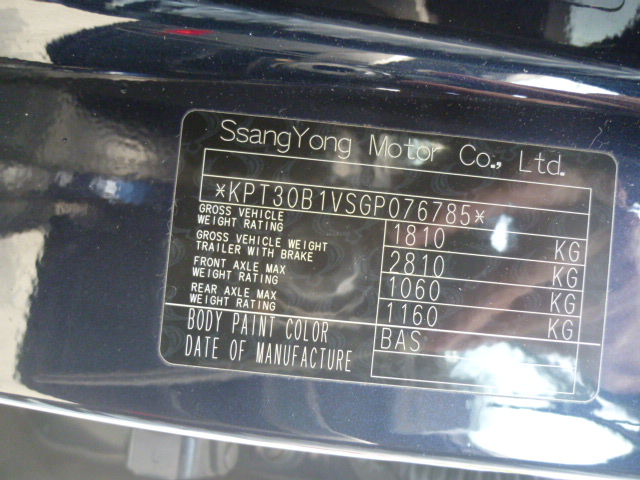 SsangYong Motor Co., Ltd.
*KPT30B1VSGP076785*
GROSS VEHICLE
WEIGHT RATING 1810 KG
GROSS VEHICLE WEIGHT
TRAILER WITH BRAKE 2810 KG
FRONT AXLE MAX
WEIGHT RATING 1060 KG
REAR AXLE MAX
WEIGHT RATING 1160 KG
BODY PAINT COLOR BAS
DATE OF MANUFACTURE